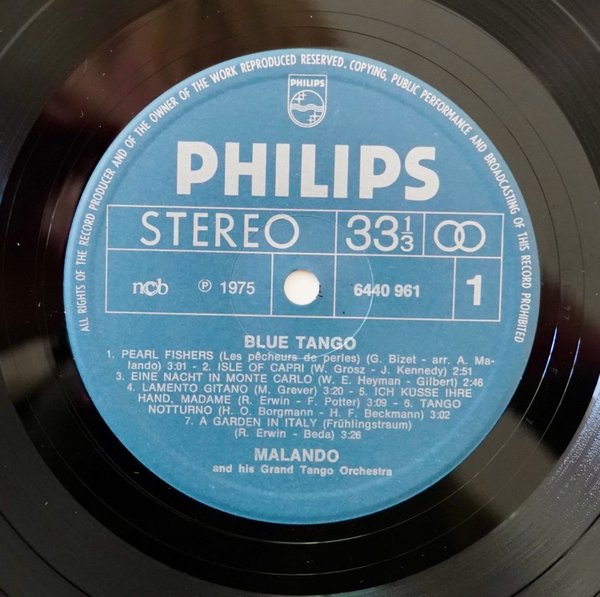 ALL RIGHTS OF THE RECORD PRODUCER AND OF THE OWNER OF THE WORK REPRODUCED RESERVED. COPYING, PUBLIC PERFORMANCE AND BROADCASTING OF THIS RECORD PROHIBITED
PHILIPS
PHILIPS
STEREO 33 1/3
ncb ℗ 1975 6440 961 1
BLUE TANGO
1. PEARL FISHERS (Les pêcheurs de perles) (G. Bizet - arr. A. Ma-
lando) 3:01 - 2. ISLE OF CAPRI (W. Grosz - J. Kennedy) 2:51
3. EINE NACHT IN MONTE CARLO (W. E. Heyman - Gilbert) 2:46
4. LAMENTO GITANO (M. Grever) 3:20 - 5. ICH KÜSSE IHRE
HAND, MADAME (R. Erwin - F. Potter) 3:09 - 6. TANGO
NOTTURNO (H. O. Borgmann - H. F. Beckmann) 3:02
7. A GARDEN IN ITALY (Frühlingstraum)
(R. Erwin - Beda) 3:26
MALANDO
and his Grand Tango Orchestra